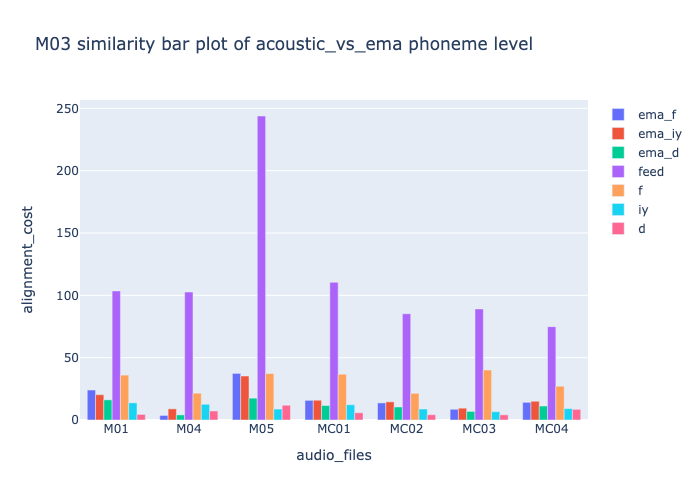 M03 similarity bar plot of acoustic_vs_ema phoneme level
250
200
150
100
50
0
alignment_cost
M01
M04
M05
MC01
MC02
MC03
MC04
audio_files
ema_f
ema_iy
ema_d
feed
f
iy
d